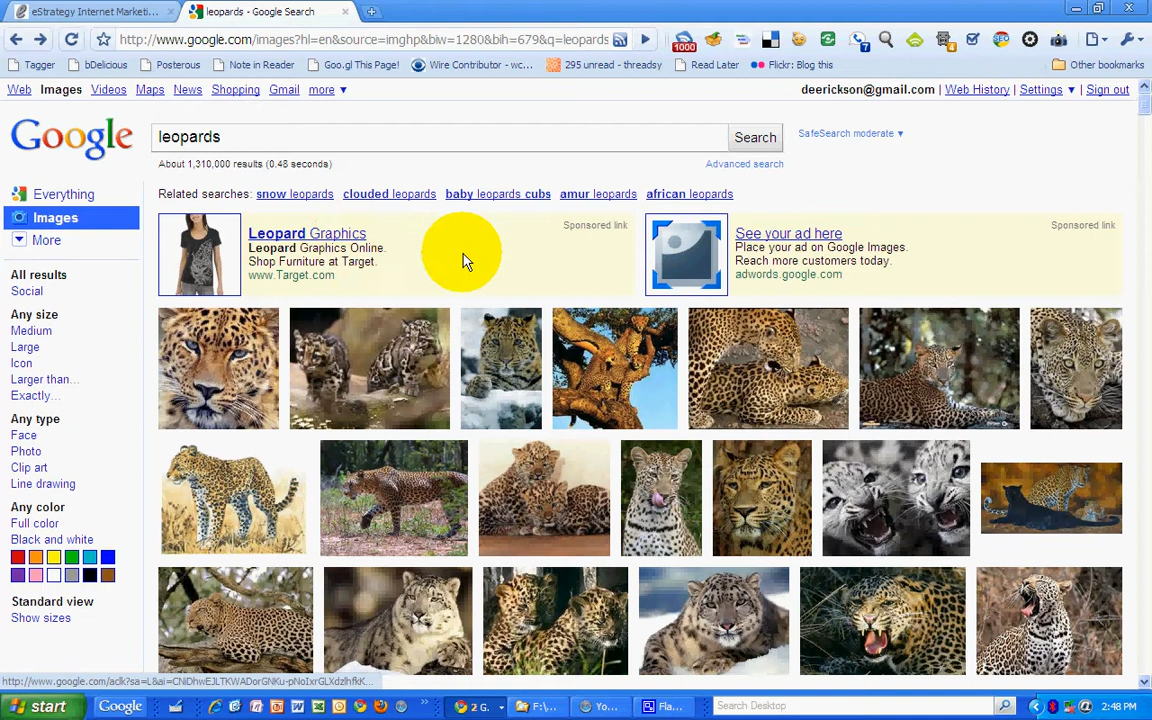 eStrategy Internet Marketi...
leopards - Google Search
http://www.google.com/images?hl=en&source=imghp&biw=1280&bih=679&q=leopards
1000
SEO
7
4
Tagger
bDelicious
Posterous
Note in Reader
Goo.gl This Page!
Wire Contributor - wc...
295 unread - threadsy
Read Later
Flickr: Blog this
Other bookmarks
Web Images Videos Maps News Shopping Gmail more ▼
deerickson@gmail.com | Web History | Settings ▼ | Sign out
Google
leopards
Search
SafeSearch moderate ▼
About 1,310,000 results (0.48 seconds)
Advanced search
Related searches: snow leopards clouded leopards baby leopards cubs amur leopards african leopards
Everything
Images
More
Leopard Graphics
Leopard Graphics Online.
Shop Furniture at Target.
www.Target.com
Sponsored link
See your ad here
Place your ad on Google Images.
Reach more customers today.
adwords.google.com
Sponsored link
All results
Social
Any size
Medium
Large
Icon
Larger than...
Exactly...
Any type
Face
Photo
Clip art
Line drawing
Any color
Full color
Black and white
Standard view
Show sizes
start
Google
2 G.
F:\...
Yo...
Fla...
Search Desktop
2:48 PM